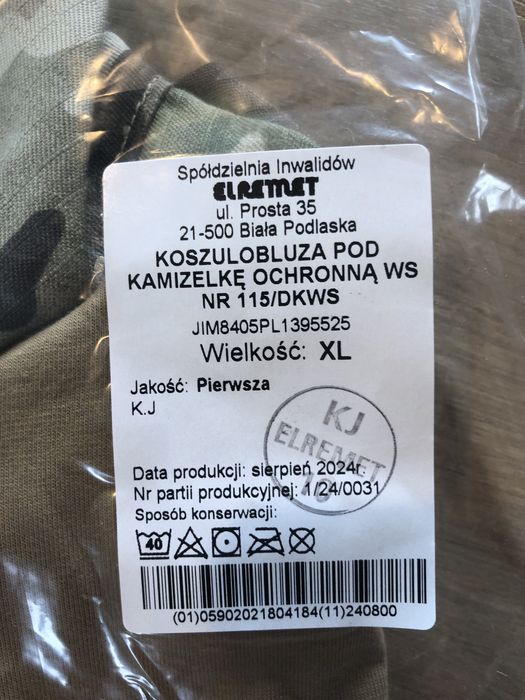 Spółdzielnia Inwalidów
ELREMET
ul. Prosta 35
21-500 Biała Podlaska
KOSZULOBLUZA POD
KAMIZELKĘ OCHRONNĄ WS
NR 115/DKWS
JIM8405PL1395525
Wielkość: XL
Jakość: Pierwsza
K.J
KJ
ELREMET
10
Data produkcji: sierpień 2024r.
Nr partii produkcyjnej: 1/24/0031
Sposób konserwacji:
40
(01)05902021804184(11)240800